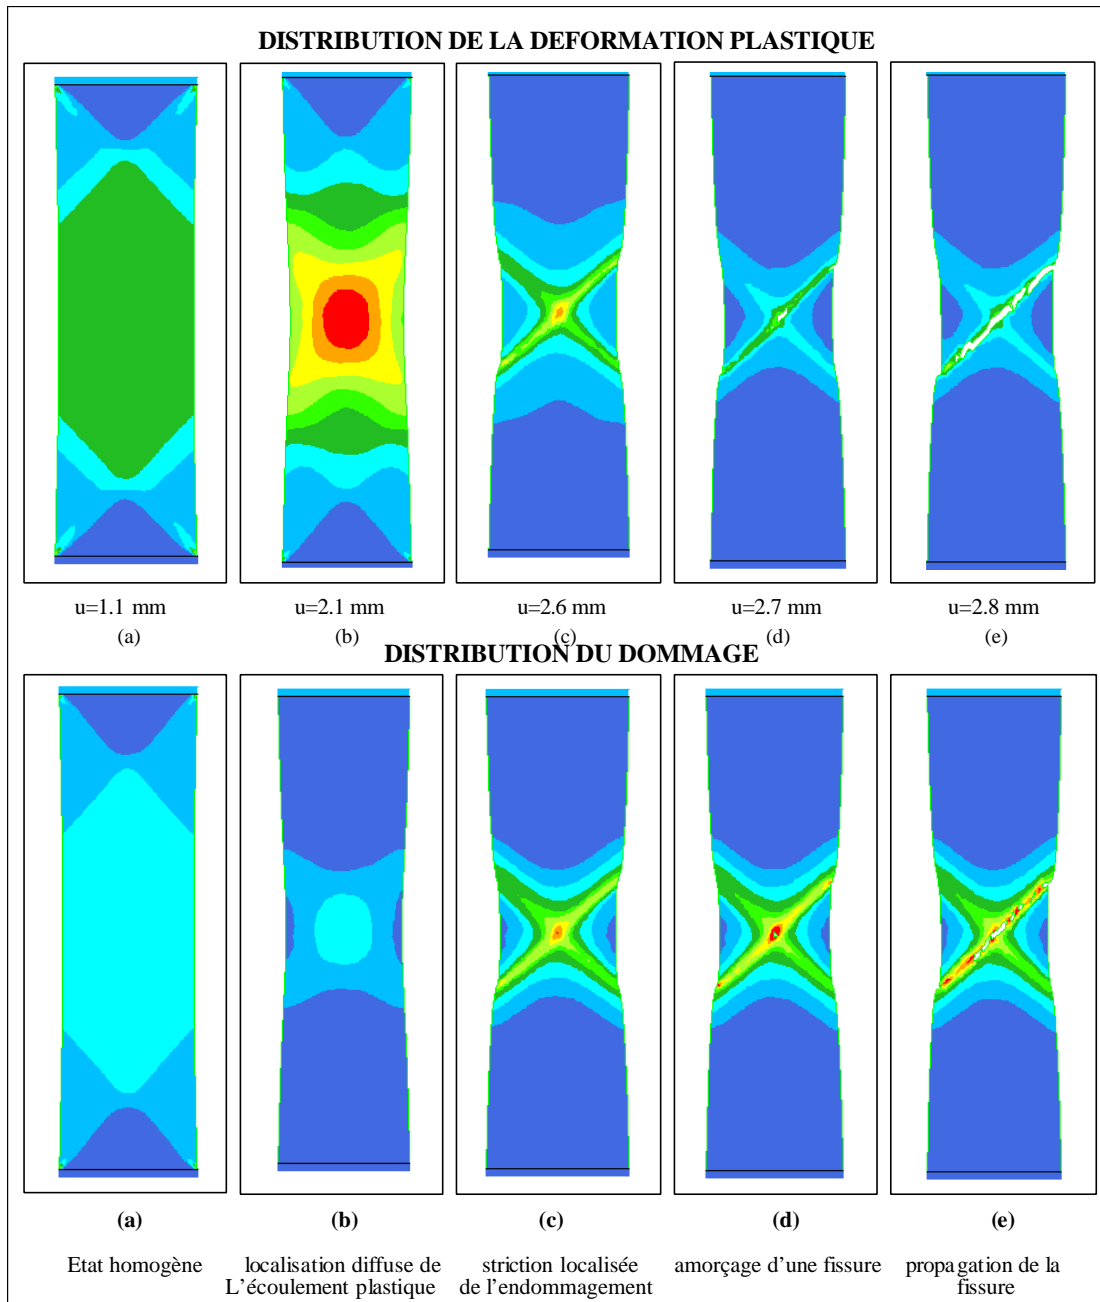 DISTRIBUTION DE LA DEFORMATION PLASTIQUE
u=1.1 mm
u=2.1 mm
u=2.6 mm
u=2.7 mm
u=2.8 mm
(a)
(b)
(c)
(d)
(e)
DISTRIBUTION DU DOMMAGE
(a)
(b)
(c)
(d)
(e)
Etat homogène
localisation diffuse de
L'écoulement plastique
striction localisée
de l'endommagement
amorçage d'une fissure
propagation de la
fissure